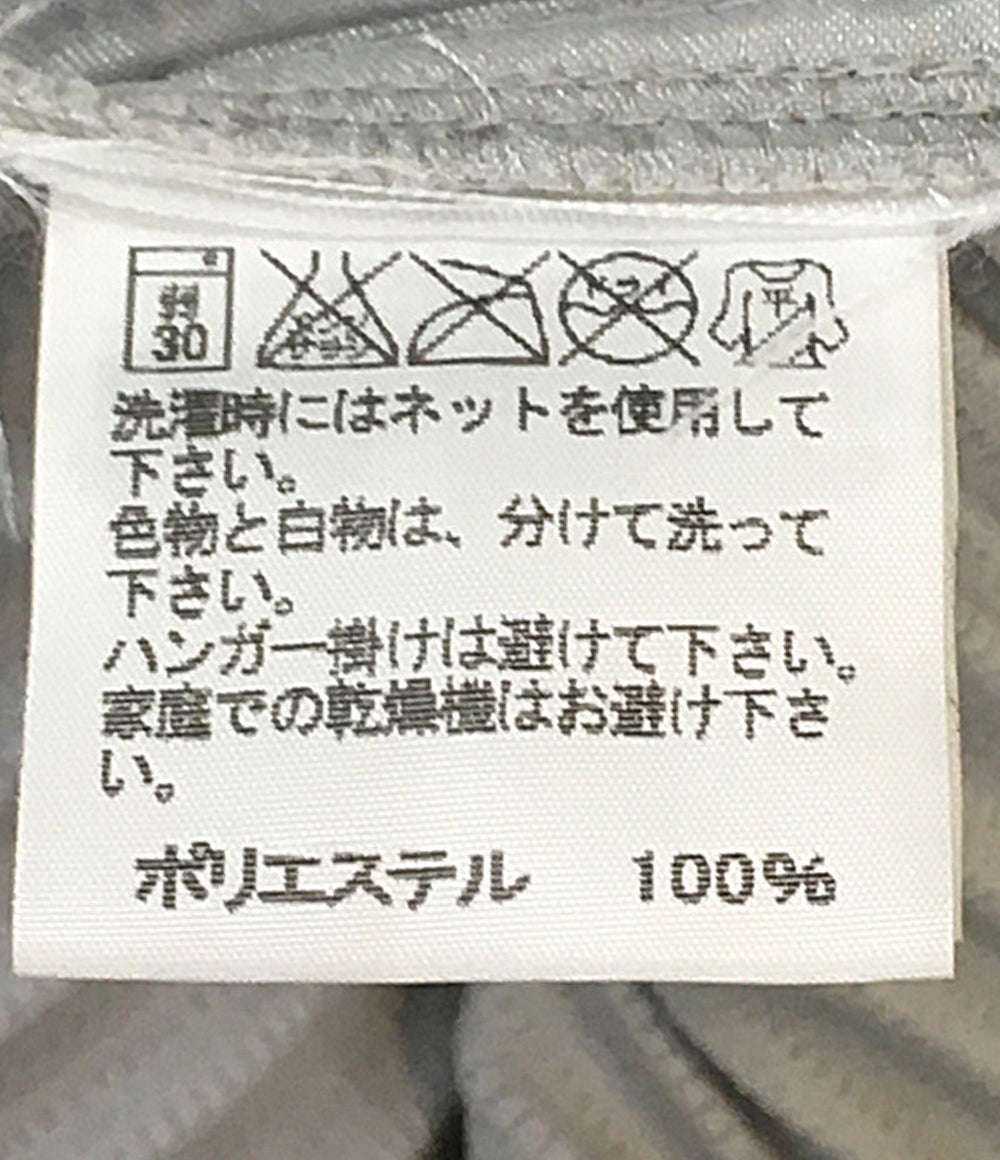 弱
30
ドライ
平
洗濯時にはネットを使用して
下さい。
色物と白物は、分けて洗って
下さい。
ハンガー掛けは避けて下さい。
家庭での乾燥機はお避け下さ
い。
ポリエステル 100%